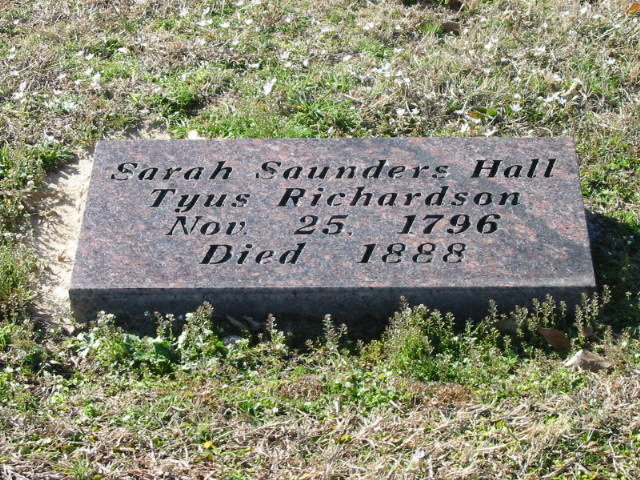 Sarah Saunders Hall
Tyus Richardson
Nov. 25, 1796
Died 1888